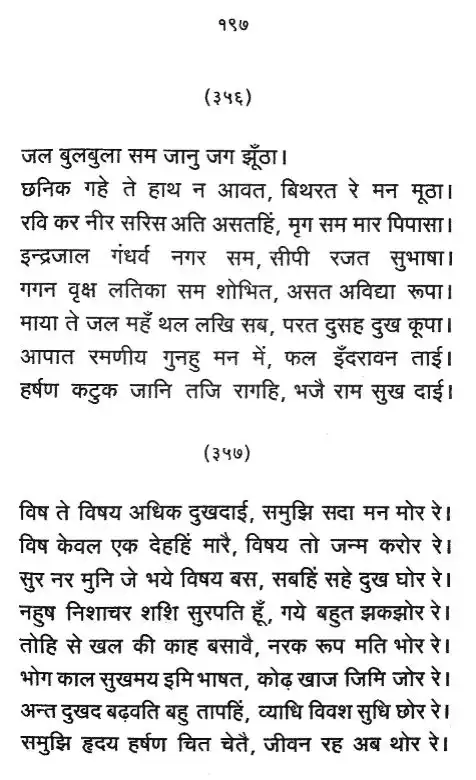 १९७
(३५६)
जल बुलबुला सम जानु जग झूँठा।
छनिक गहे ते हाथ न आवत, बिथरत रे मन मूठा।
रवि कर नीर सरिस अति असतहिं, मृग सम मार पिपासा।
इन्द्रजाल गंधर्व नगर सम, सीपी रजत सुभाषा।
गगन वृक्ष लतिका सम शोभित, असत अविद्या रूपा।
माया ते जल महँ थल लखि सब, परत दुसह दुख कूपा।
आपात रमणीय गुनहु मन में, फल इँदरावन ताई।
हर्षण कटुक जानि तजि रागहि, भजै राम सुख दाई।
(३५७)
विष ते विषय अधिक दुखदाई, समुझि सदा मन मोर रे।
विष केवल एक देहहिं मारै, विषय तो जन्म करोर रे।
सुर नर मुनि जे भये विषय बस, सबहिं सहे दुख घोर रे।
नहुष निशाचर शशि सुरपति हूँ, गये बहुत झकझोर रे।
तोहि से खल की काह बसावै, नरक रूप मति भोर रे।
भोग काल सुखमय इमि भाषत, कोढ़ खाज जिमि जोर रे।
अन्त दुखद बढ़वति बहु तापहिं, व्याधि विवश सुधि छोर रे।
समुझि हृदय हर्षण चित चेतै, जीवन रह अब थोर रे।